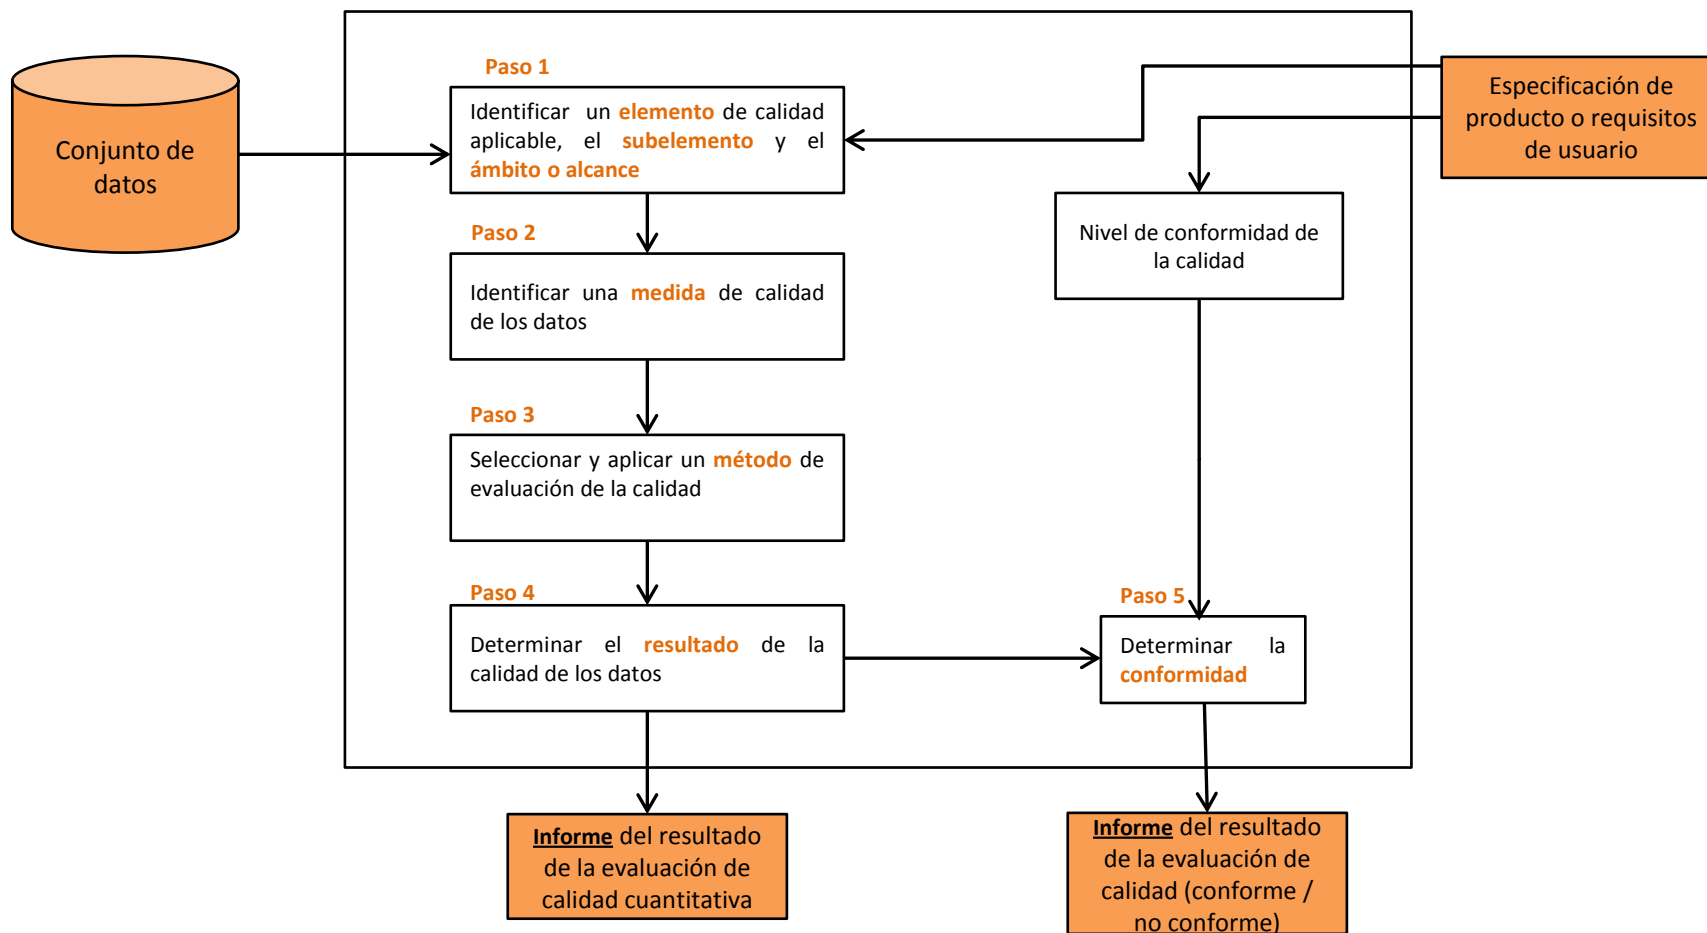 Paso 1
Identificar un elemento de calidad
aplicable, el subelemento y el
ámbito o alcance
Conjunto de
datos
Especificación de
producto o requisitos
de usuario
Paso 2
Identificar una medida de calidad
de los datos
Nivel de conformidad de
la calidad
Paso 3
Seleccionar y aplicar un método de
evaluación de la calidad
Paso 4
Determinar el resultado de la
calidad de los datos
Paso 5
Determinar la
conformidad
Informe del resultado
de la evaluación de
calidad cuantitativa
Informe del resultado
de la evaluación de
calidad (conforme /
no conforme)